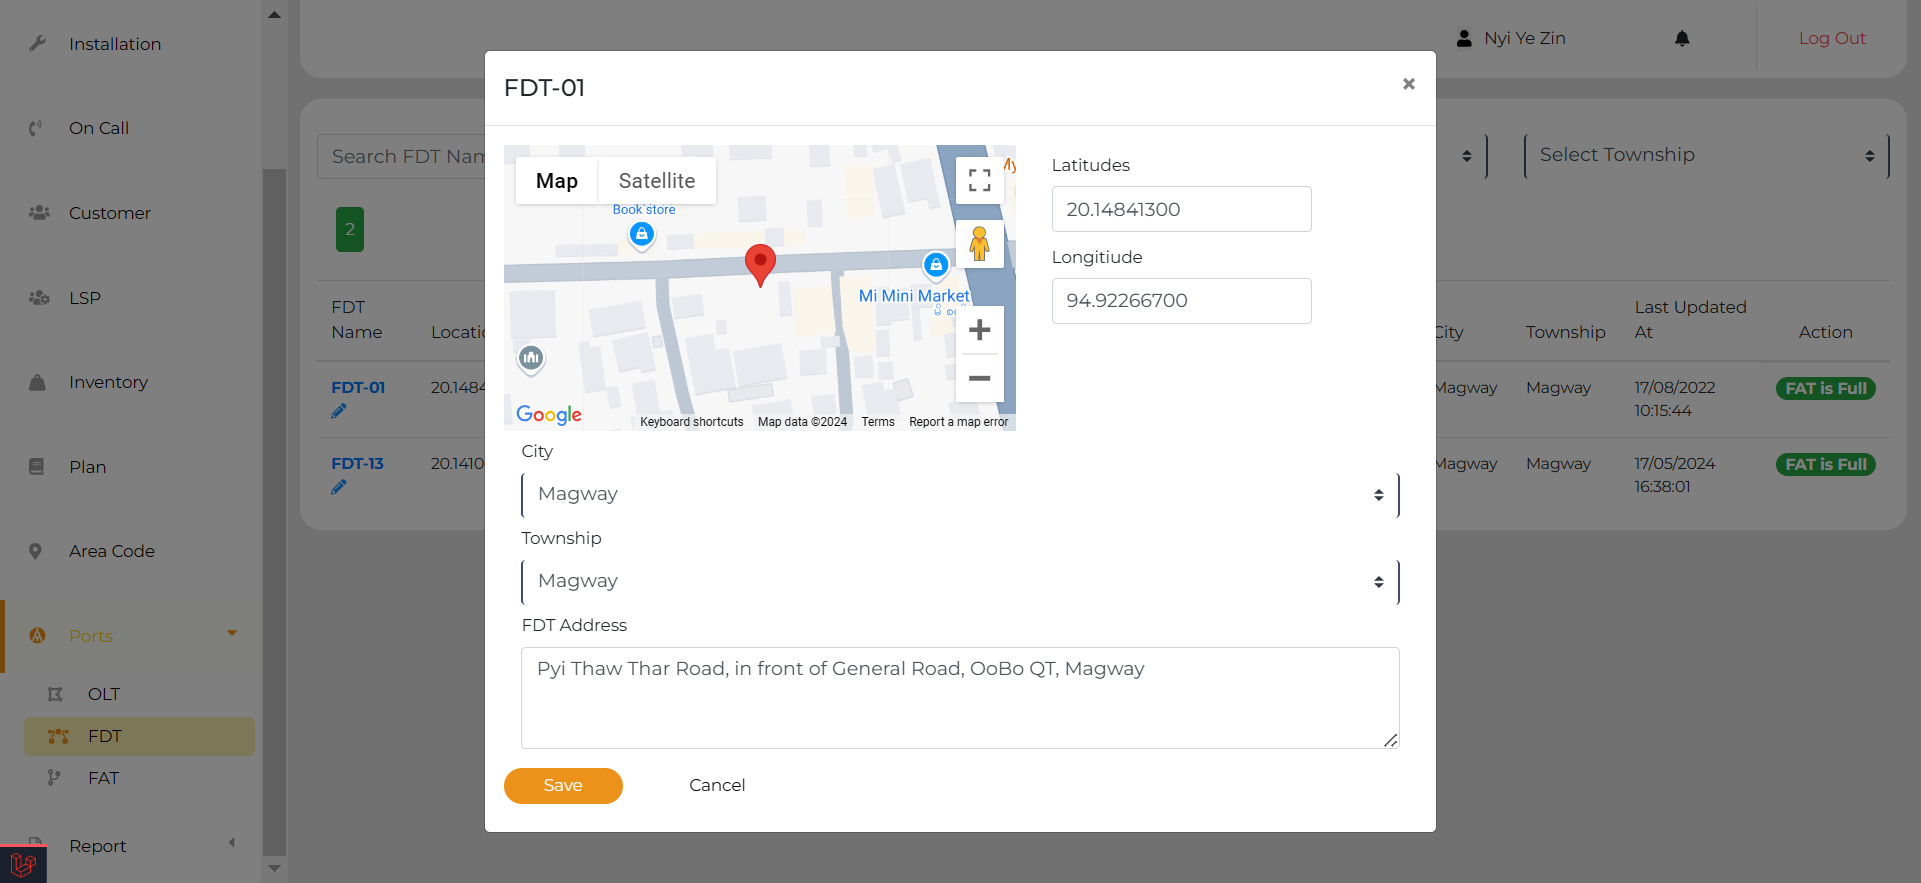 Installation
On Call
Customer
LSP
Inventory
Plan
Area Code
Ports
OLT
FDT
FAT
Report
Nyi Ye Zin
Log Out
Search FDT Nam
Select Township
2
FDT Name
Locatio
City
Township
Last Updated At
Action
FDT-01
20.1484
Magway
Magway
17/08/2022
10:15:44
FAT is Full
FDT-13
20.1410
Magway
Magway
17/05/2024
16:38:01
FAT is Full
FDT-01
×
Map
Satellite
My
Book store
Mi Mini Market
Google
Keyboard shortcuts
Map data ©2024
Terms
Report a map error
Latitudes
20.14841300
Longitiude
94.92266700
City
Magway
Township
Magway
FDT Address
Pyi Thaw Thar Road, in front of General Road, OoBo QT, Magway
Save
Cancel